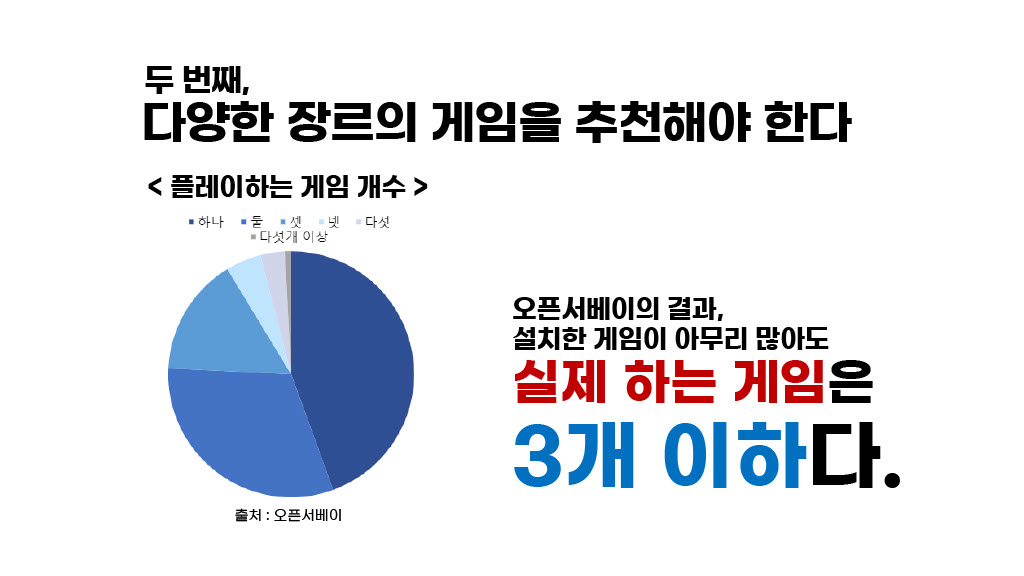 두 번째,
다양한 장르의 게임을 추천해야 한다
< 플레이하는 게임 개수 >
하나 둘 셋 넷 다섯
다섯개 이상
오픈서베이의 결과,
설치한 게임이 아무리 많아도
실제 하는 게임은
3개 이하다.
출처 : 오픈서베이